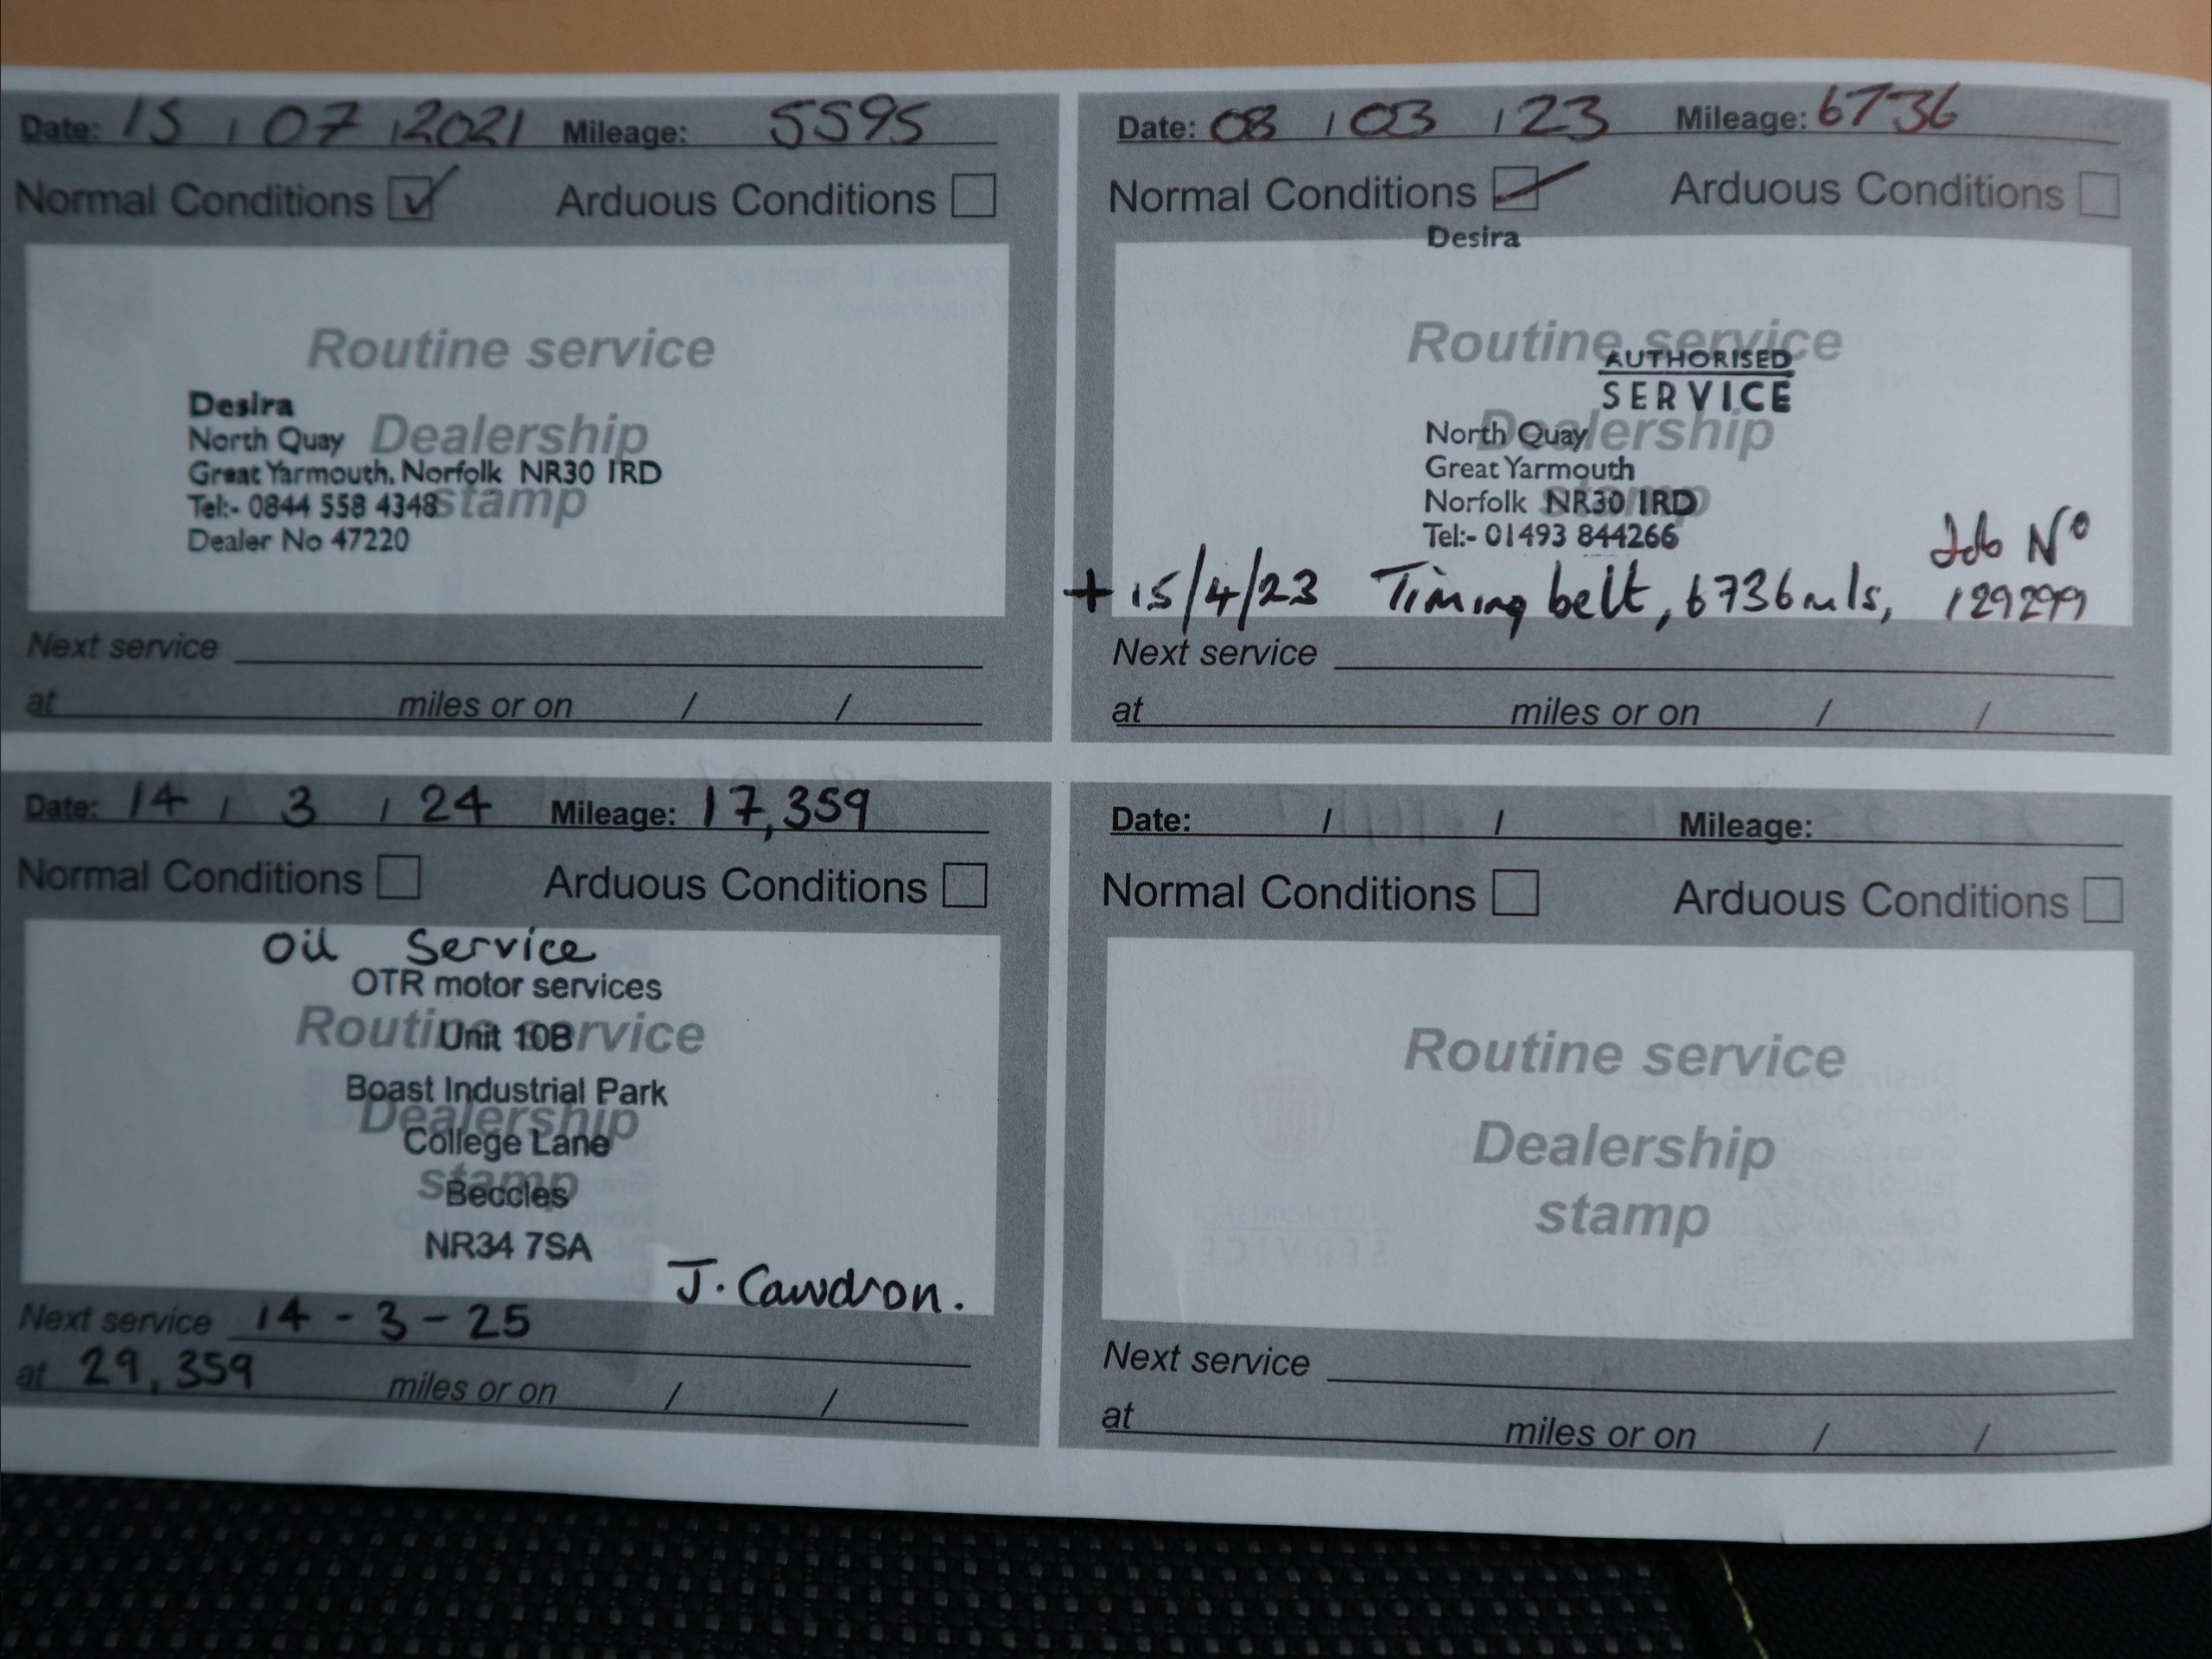 Date: 15 / 07 / 2021 Mileage: 5595
Normal Conditions ✓ Arduous Conditions
Routine service
Dealership
stamp
Desira
North Quay
Great Yarmouth, Norfolk NR30 1RD
Tel:- 0844 558 4348
Dealer No 47220
Next service
at miles or on / /
Date: 08 / 03 / 23 Mileage: 6736
Normal Conditions Arduous Conditions
Desira
Routine service
Dealership
stamp
AUTHORISED
SERVICE
North Quay
Great Yarmouth
Norfolk NR30 1RD
Tel:- 01493 844266
Job Nº
+ 15/4/23 Timing belt, 6736mls, 129299
Next service
at miles or on / /
Date: 14 / 3 / 24 Mileage: 17,359
Normal Conditions Arduous Conditions
Oil Service
OTR motor services
Unit 10B
Boast Industrial Park
College Lane
Beccles
NR34 7SA
Routine service
Dealership
stamp
J. Cawdron.
Next service 14 - 3 - 25
at 29,359 miles or on / /
Date: / / Mileage:
Normal Conditions Arduous Conditions
Routine service
Dealership
stamp
Next service
at miles or on / /